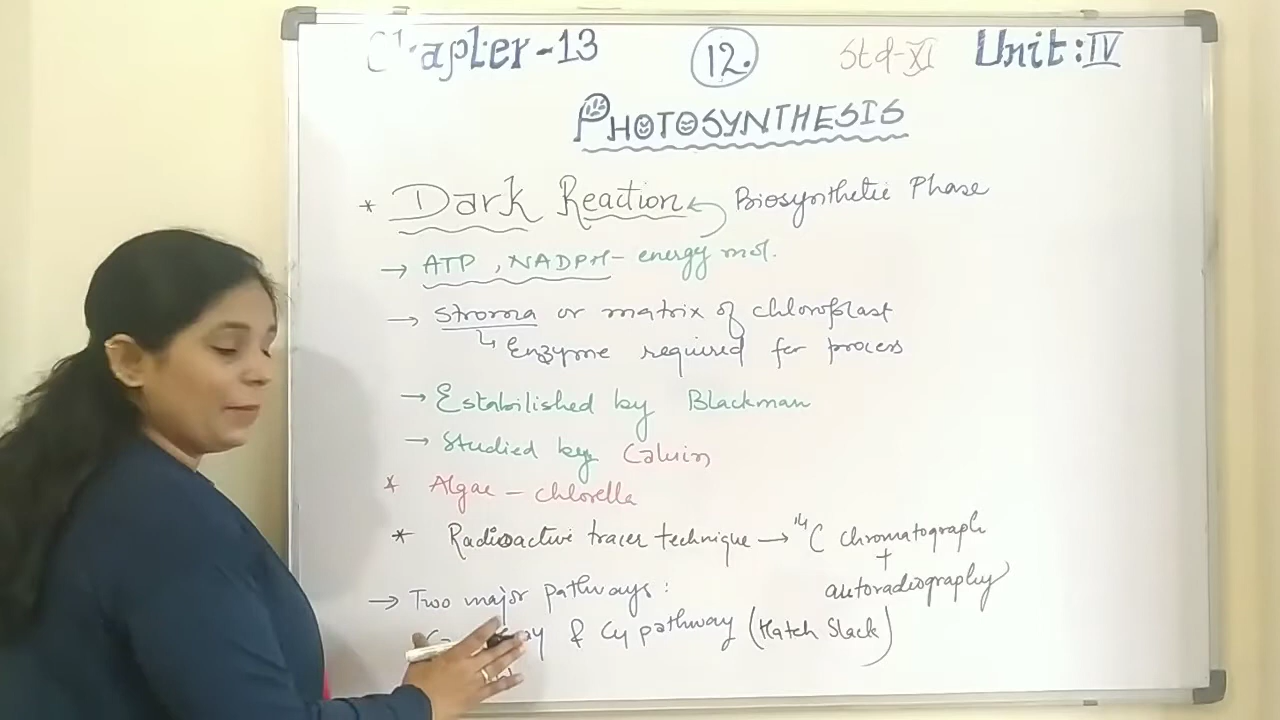 Chapter-13 12. Std-XI Unit: IV
PHOTOSYNTHESIS
* Dark Reaction Biosynthetic Phase
→ ATP, NADPH - energy mol.
→ Stroma or matrix of chloroplast
↳ Enzyme required for process
→ Estabilished by Blackman
→ Studied by Calvin
* Algae - chlorella
* Radioactive tracer technique → ¹⁴C chromatograph
+
autoradiography
→ Two major pathways:
& C4 pathway (Hatch Slack)